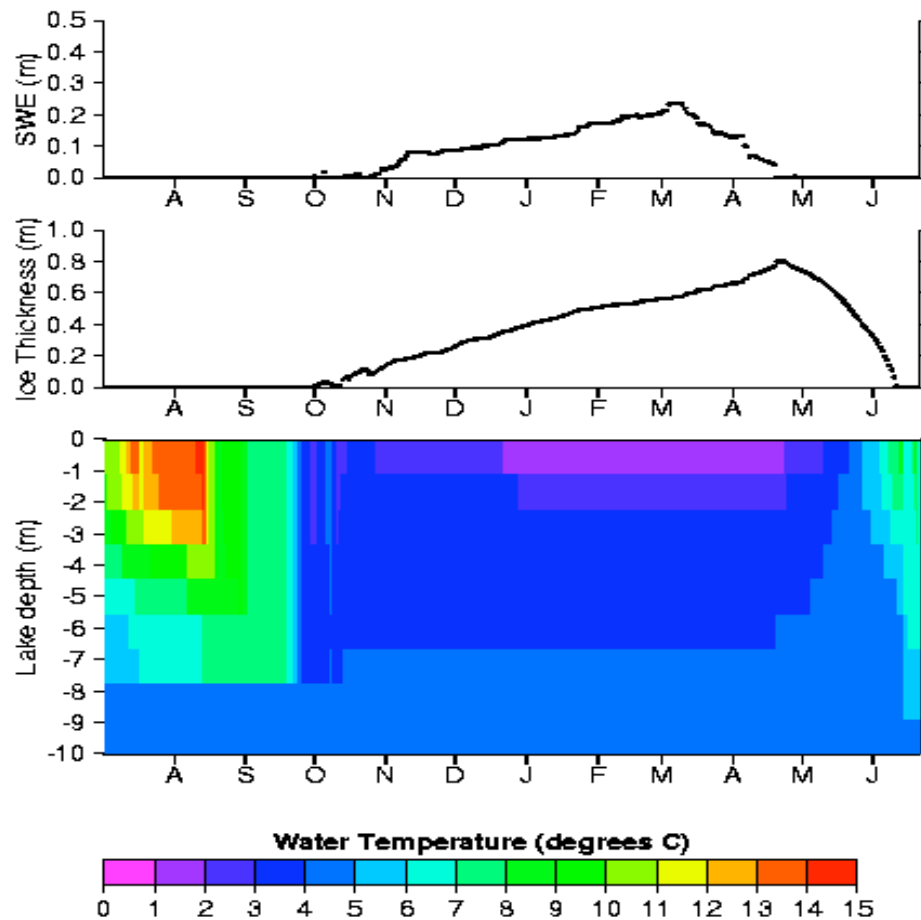 SWE (m)
0.5
0.4
0.3
0.2
0.1
0.0
A S O N D J F M A M J
Ice Thickness (m)
1.0
0.8
0.6
0.4
0.2
0.0
A S O N D J F M A M J
Lake depth (m)
0
-1
-2
-3
-4
-5
-6
-7
-8
-9
-10
A S O N D J F M A M J
Water Temperature (degrees C)
0 1 2 3 4 5 6 7 8 9 10 11 12 13 14 15